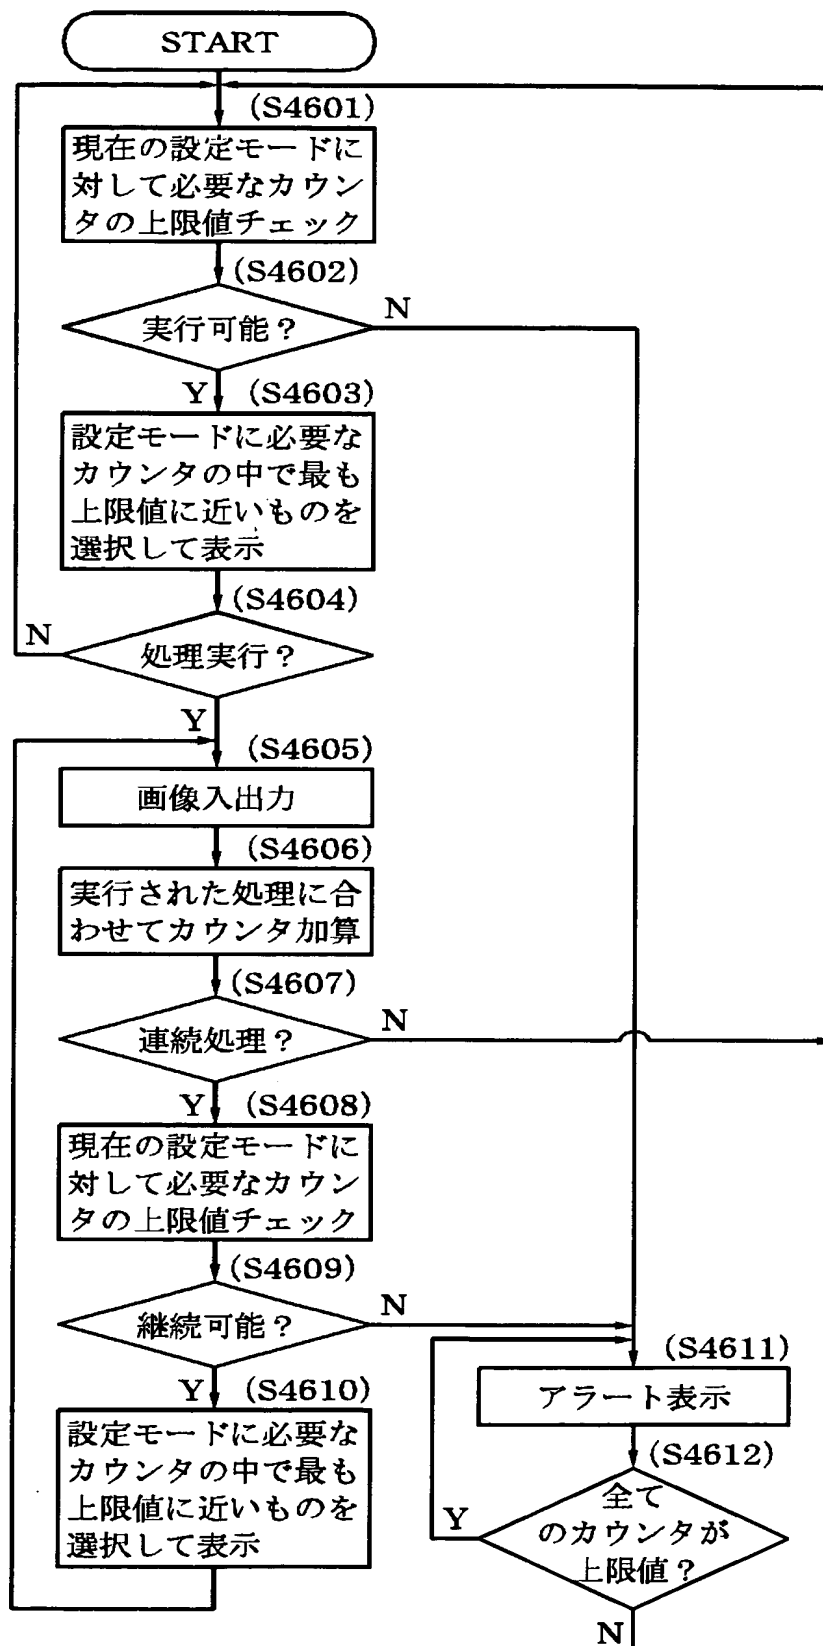 START
(S4601)
現在の設定モードに
対して必要なカウン
タの上限値チェック
(S4602)
実行可能？
N
Y
(S4603)
設定モードに必要な
カウンタの中で最も
上限値に近いものを
選択して表示
(S4604)
N
処理実行？
Y
(S4605)
画像入出力
(S4606)
実行された処理に合
わせてカウンタ加算
(S4607)
連続処理？
N
Y
(S4608)
現在の設定モードに
対して必要なカウン
タの上限値チェック
(S4609)
継続可能？
N
Y
(S4610)
設定モードに必要な
カウンタの中で最も
上限値に近いものを
選択して表示
(S4611)
アラート表示
(S4612)
全て
のカウンタが
上限値？
Y
N